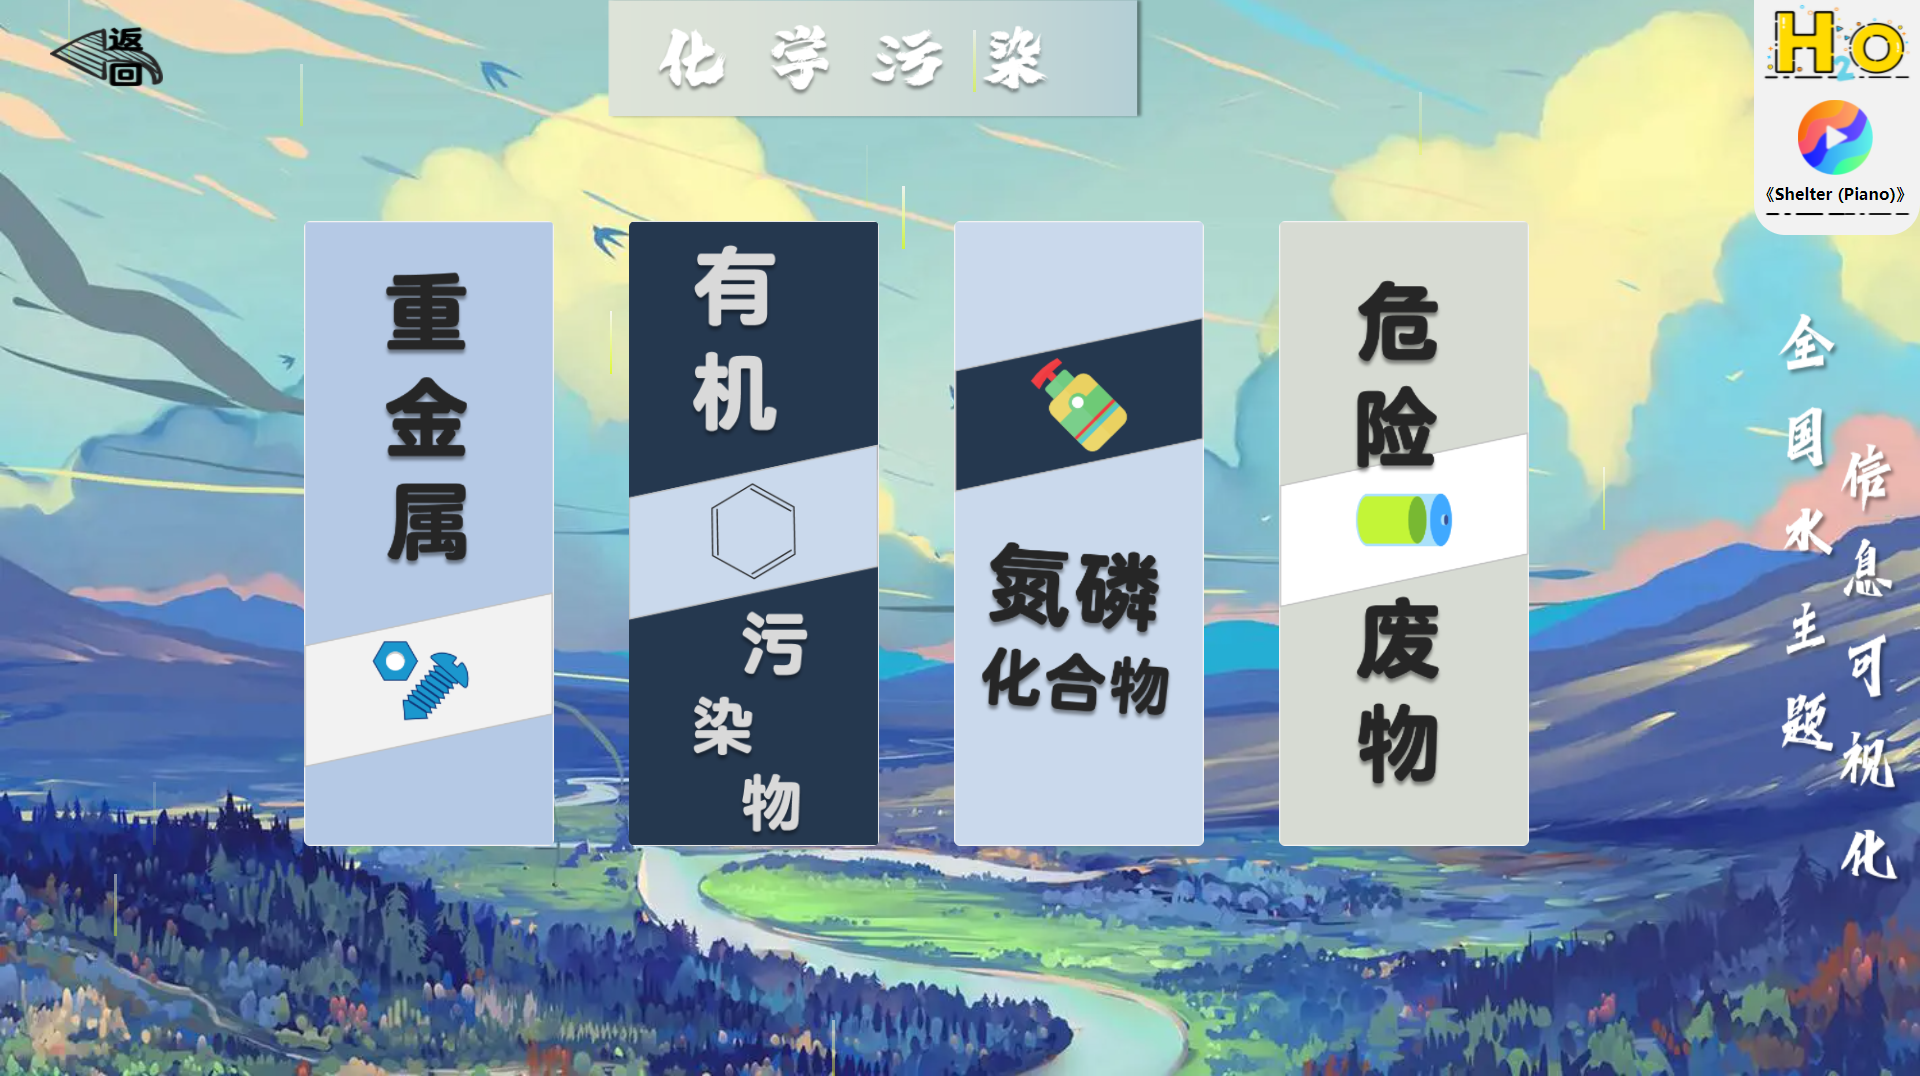 返回
化学污染
H2O
《Shelter (Piano)》
重金属
有机
污染物
氮磷
化合物
危险
废物
全国水生题
信息可视化